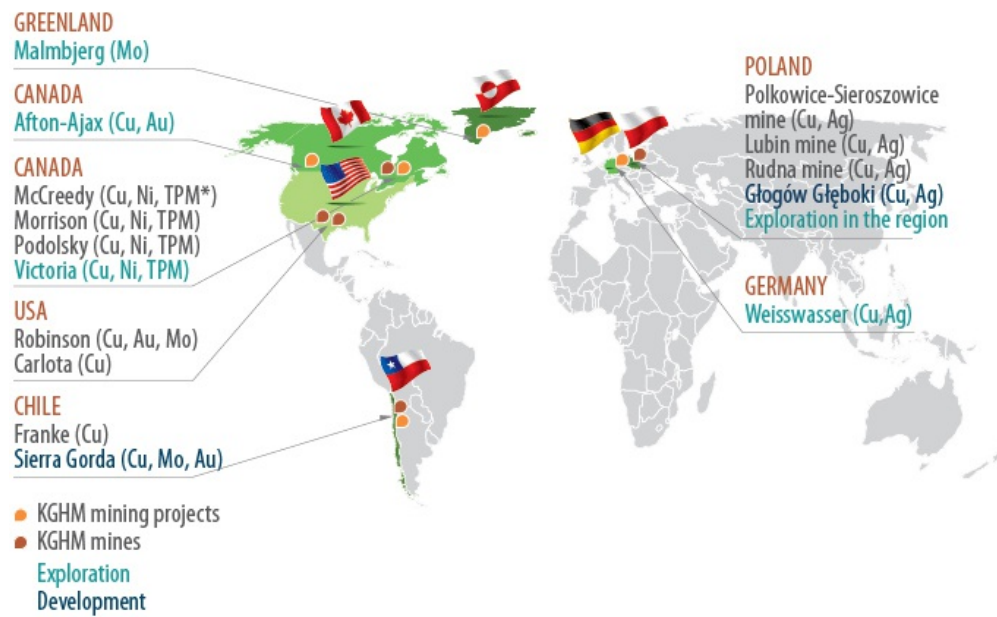 GREENLAND
Malmbjerg (Mo)
CANADA
Afton-Ajax (Cu, Au)
CANADA
McCreedy (Cu, Ni, TPM*)
Morrison (Cu, Ni, TPM)
Podolsky (Cu, Ni, TPM)
Victoria (Cu, Ni, TPM)
USA
Robinson (Cu, Au, Mo)
Carlota (Cu)
CHILE
Franke (Cu)
Sierra Gorda (Cu, Mo, Au)
KGHM mining projects
KGHM mines
Exploration
Development
POLAND
Polkowice-Sieroszowice
mine (Cu, Ag)
Lubin mine (Cu, Ag)
Rudna mine (Cu, Ag)
Głogów Głęboki (Cu, Ag)
Exploration in the region
GERMANY
Weisswasser (Cu,Ag)